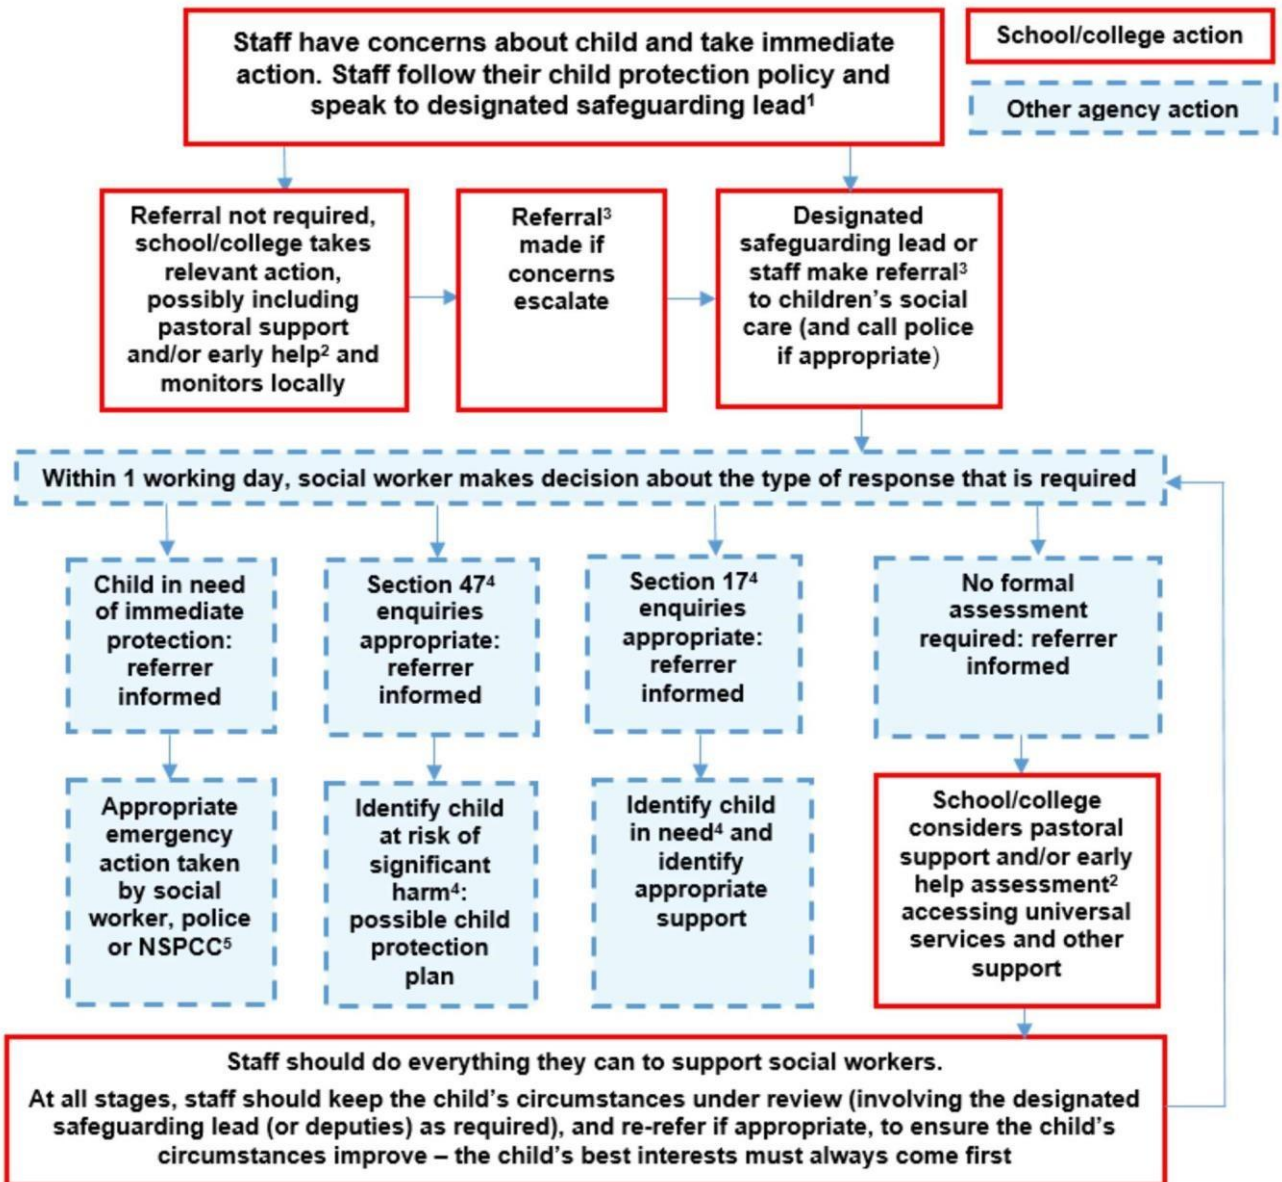 Staff have concerns about child and take immediate
action. Staff follow their child protection policy and
speak to designated safeguarding lead¹
School/college action
Other agency action
Referral not required,
school/college takes
relevant action,
possibly including
pastoral support
and/or early help² and
monitors locally
Referral³
made if
concerns
escalate
Designated
safeguarding lead or
staff make referral³
to children’s social
care (and call police
if appropriate)
Within 1 working day, social worker makes decision about the type of response that is required
Child in need
of immediate
protection:
referrer
informed
Section 47⁴
enquiries
appropriate:
referrer
informed
Section 17⁴
enquiries
appropriate:
referrer
informed
No formal
assessment
required: referrer
informed
Appropriate
emergency
action taken
by social
worker, police
or NSPCC⁵
Identify child
at risk of
significant
harm⁴:
possible child
protection
plan
Identify child
in need⁴ and
identify
appropriate
support
School/college
considers pastoral
support and/or early
help assessment²
accessing universal
services and other
support
Staff should do everything they can to support social workers.
At all stages, staff should keep the child’s circumstances under review (involving the designated
safeguarding lead (or deputies) as required), and re-refer if appropriate, to ensure the child’s
circumstances improve – the child’s best interests must always come first